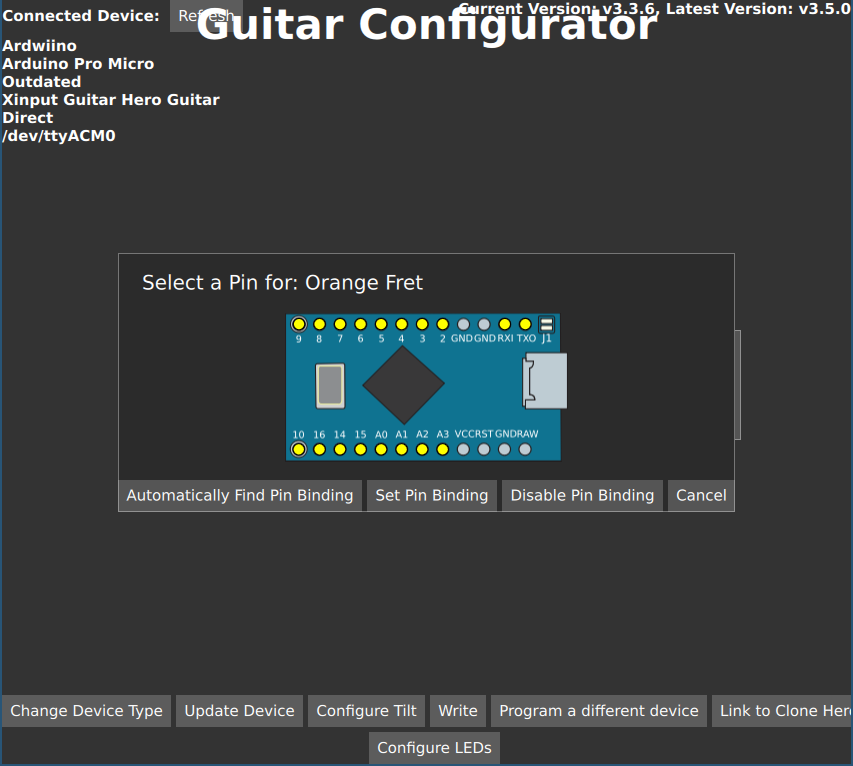 Connected Device: Refresh
Guitar Configurator
Current Version: v3.3.6, Latest Version: v3.5.0
Ardwiino
Arduino Pro Micro
Outdated
Xinput Guitar Hero Guitar
Direct
/dev/ttyACM0
Select a Pin for: Orange Fret
9 8 7 6 5 4 3 2 GND GND RXI TXO J1
10 16 14 15 A0 A1 A2 A3 VCC RST GND RAW
Automatically Find Pin Binding Set Pin Binding Disable Pin Binding Cancel
Change Device Type Update Device Configure Tilt Write Program a different device Link to Clone Her
Configure LEDs